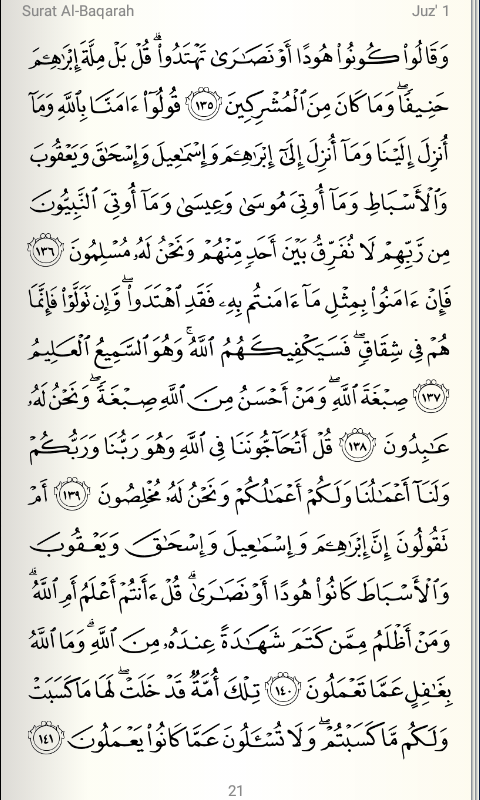 Surat Al-Baqarah Juz' 1
وَقَالُوا۟ كُونُوا۟ هُودًا أَوْ نَصَـٰرَىٰ تَهْتَدُوا۟ ۗ قُلْ بَلْ مِلَّةَ إِبْرَٰهِـۧمَ
حَنِيفًا ۖ وَمَا كَانَ مِنَ ٱلْمُشْرِكِينَ ١٣٥ قُولُوٓا۟ ءَامَنَّا بِٱللَّهِ وَمَآ
أُنزِلَ إِلَيْنَا وَمَآ أُنزِلَ إِلَىٰٓ إِبْرَٰهِـۧمَ وَإِسْمَـٰعِيلَ وَإِسْحَـٰقَ وَيَعْقُوبَ
وَٱلْأَسْبَاطِ وَمَآ أُوتِىَ مُوسَىٰ وَعِيسَىٰ وَمَآ أُوتِىَ ٱلنَّبِيُّونَ
مِن رَّبِّهِمْ لَا نُفَرِّقُ بَيْنَ أَحَدٍ مِّنْهُمْ وَنَحْنُ لَهُۥ مُسْلِمُونَ ١٣٦
فَإِنْ ءَامَنُوا۟ بِمِثْلِ مَآ ءَامَنتُم بِهِۦ فَقَدِ ٱهْتَدَوا۟ ۖ وَّإِن تَوَلَّوْا۟ فَإِنَّمَا
هُمْ فِى شِقَاقٍ ۖ فَسَيَكْفِيكَهُمُ ٱللَّهُ ۚ وَهُوَ ٱلسَّمِيعُ ٱلْعَلِيمُ
١٣٧ صِبْغَةَ ٱللَّهِ ۖ وَمَنْ أَحْسَنُ مِنَ ٱللَّهِ صِبْغَةً ۖ وَنَحْنُ لَهُۥ
عَـٰبِدُونَ ١٣٨ قُلْ أَتُحَآجُّونَنَا فِى ٱللَّهِ وَهُوَ رَبُّنَا وَرَبُّكُمْ
وَلَنَآ أَعْمَـٰلُنَا وَلَكُمْ أَعْمَـٰلُكُمْ وَنَحْنُ لَهُۥ مُخْلِصُونَ ١٣٩ أَمْ
تَقُولُونَ إِنَّ إِبْرَٰهِـۧمَ وَإِسْمَـٰعِيلَ وَإِسْحَـٰقَ وَيَعْقُوبَ
وَٱلْأَسْبَاطَ كَانُوا۟ هُودًا أَوْ نَصَـٰرَىٰ ۗ قُلْ ءَأَنتُمْ أَعْلَمُ أَمِ ٱللَّهُ ۗ
وَمَنْ أَظْلَمُ مِمَّن كَتَمَ شَهَـٰدَةً عِندَهُۥ مِنَ ٱللَّهِ ۗ وَمَا ٱللَّهُ
بِغَـٰفِلٍ عَمَّا تَعْمَلُونَ ١٤٠ تِلْكَ أُمَّةٌ قَدْ خَلَتْ ۖ لَهَا مَا كَسَبَتْ
وَلَكُم مَّا كَسَبْتُمْ ۖ وَلَا تُسْـَٔلُونَ عَمَّا كَانُوا۟ يَعْمَلُونَ ١٤١
21